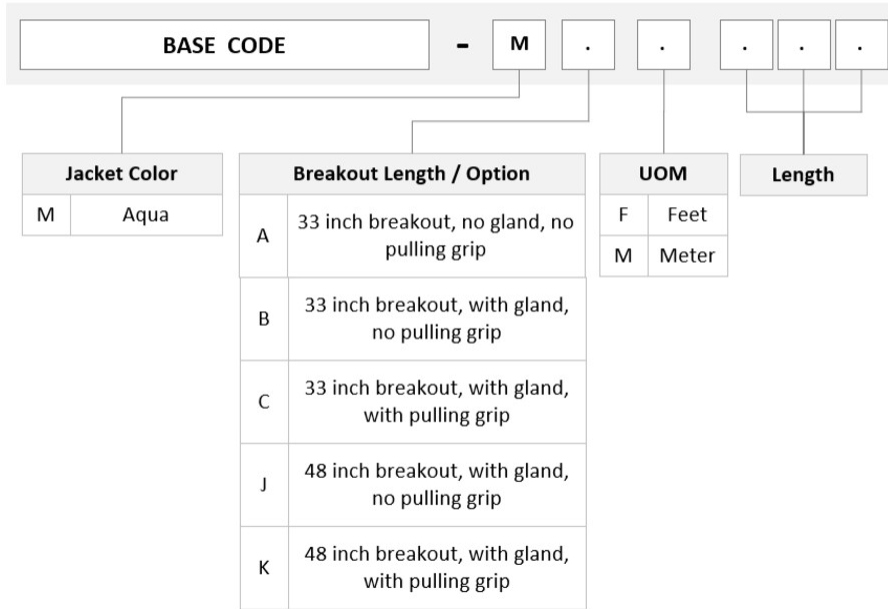 BASE CODE - M . . . . .
Jacket Color
M Aqua
Breakout Length / Option
A 33 inch breakout, no gland, no
pulling grip
B 33 inch breakout, with gland,
no pulling grip
C 33 inch breakout, with gland,
with pulling grip
J 48 inch breakout, with gland,
no pulling grip
K 48 inch breakout, with gland,
with pulling grip
UOM
F Feet
M Meter
Length